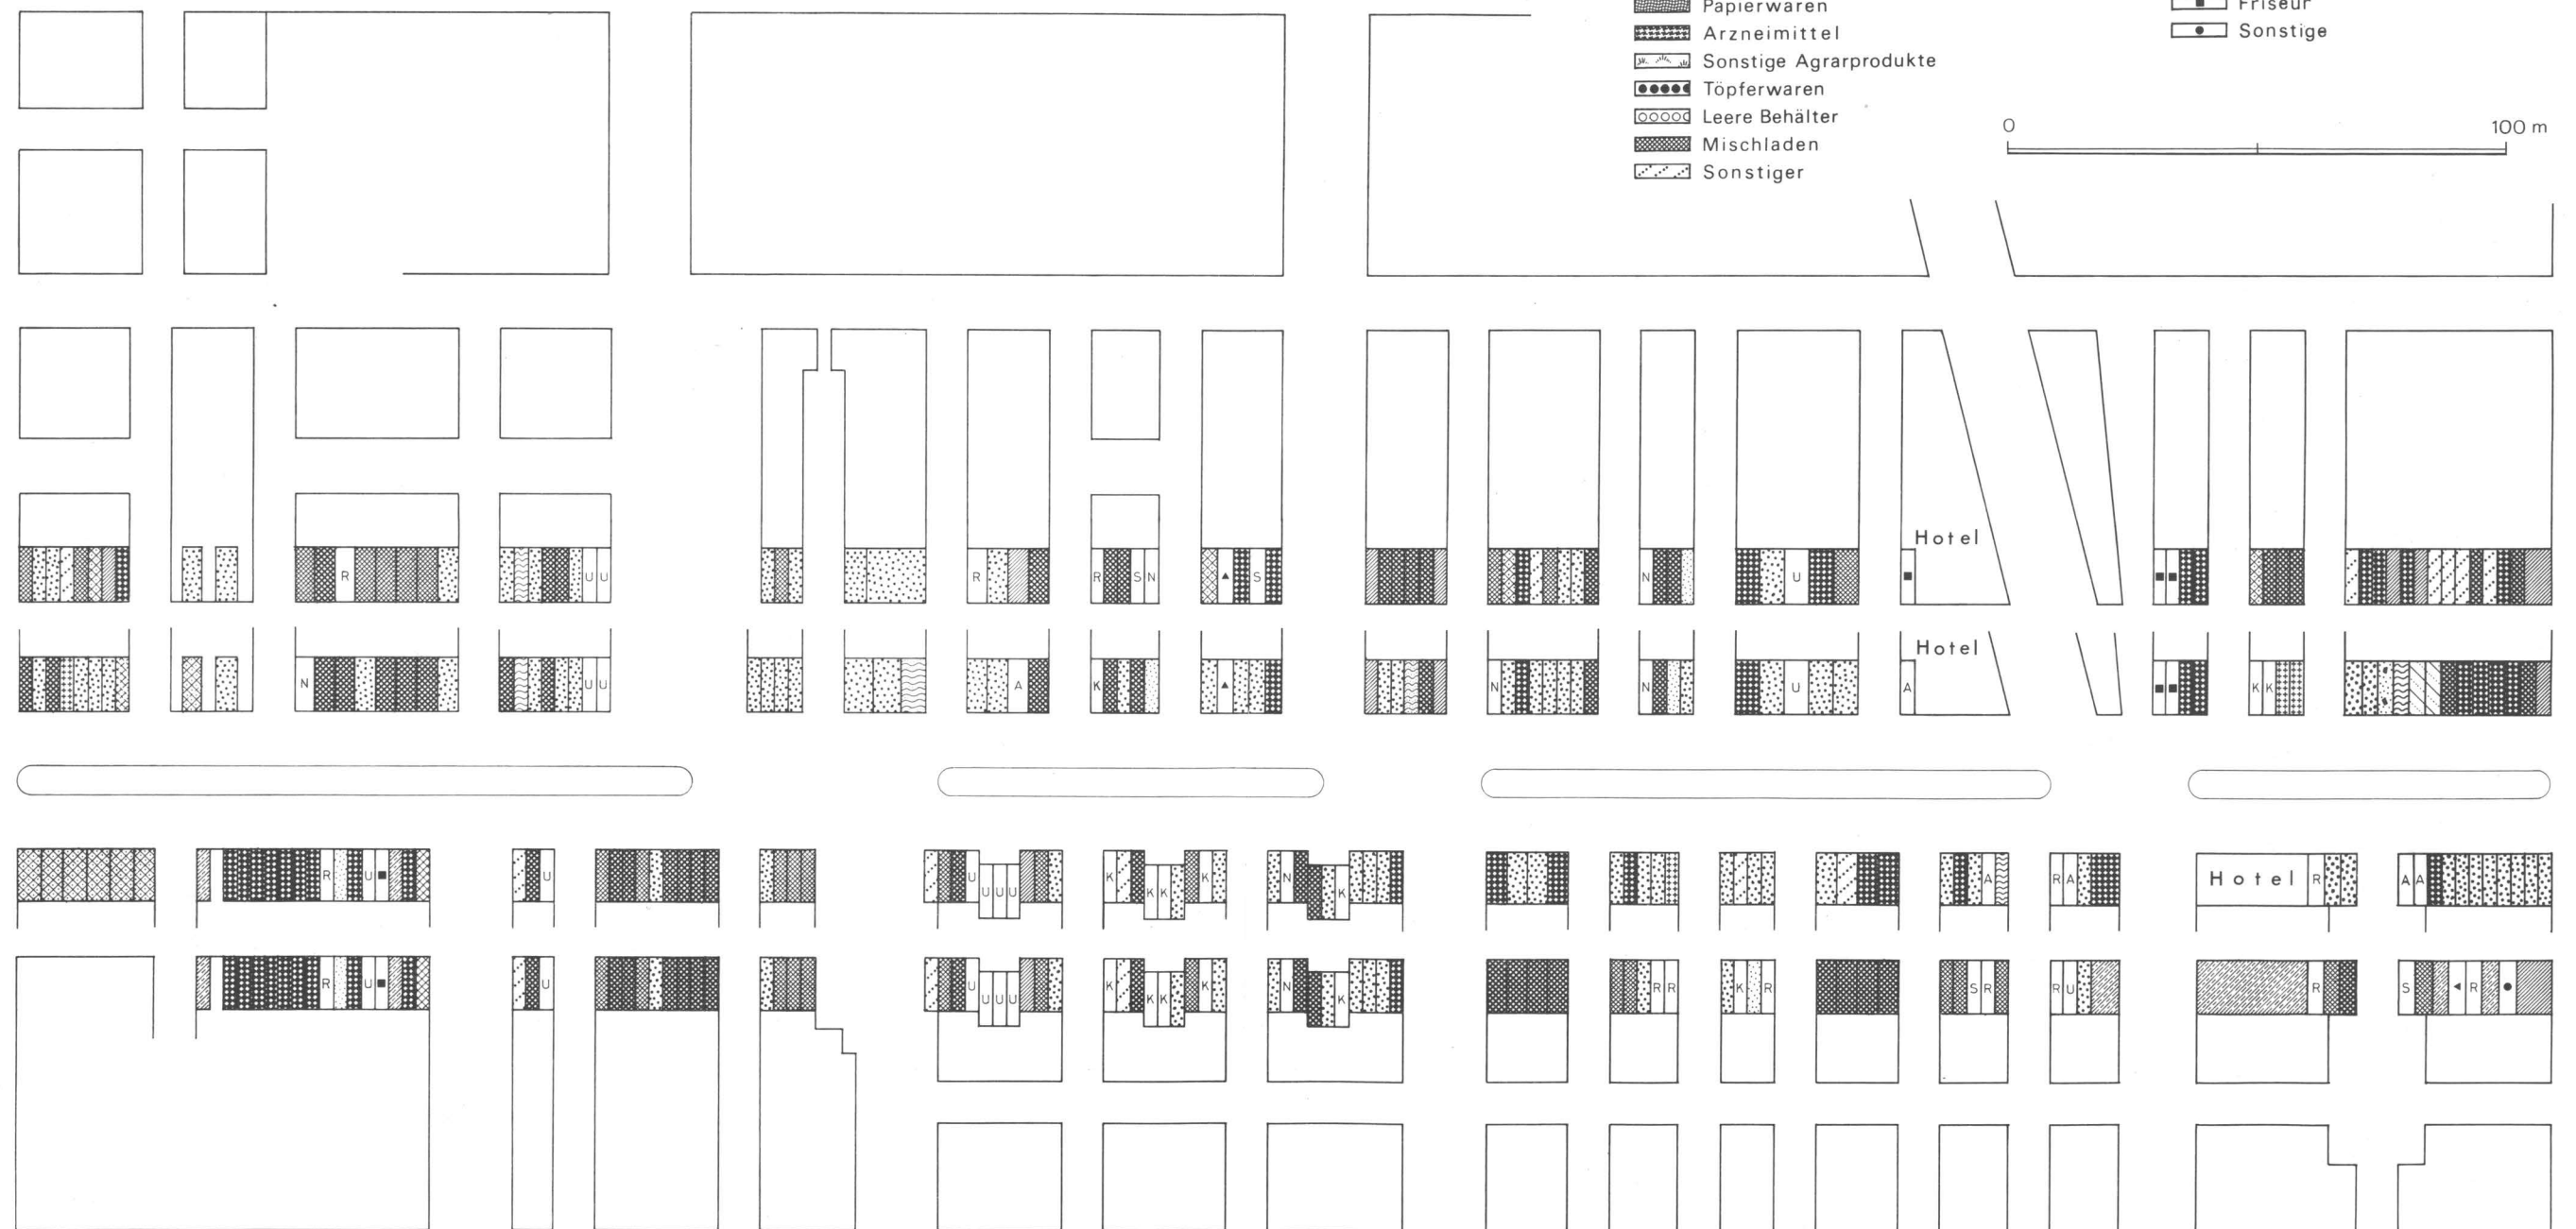 Papierwaren
Arzneimittel
Sonstige Agrarprodukte
Töpferwaren
Leere Behälter
Mischladen
Sonstiger
Friseur
Sonstige
0 100 m
Hotel
R U U R R S N S N U
Hotel
N U U A K N N U A K K
R U U U U U U K K K K N K A R A Hotel R A A
R U U U U U U K K K K N K R R K R S R R U R S R